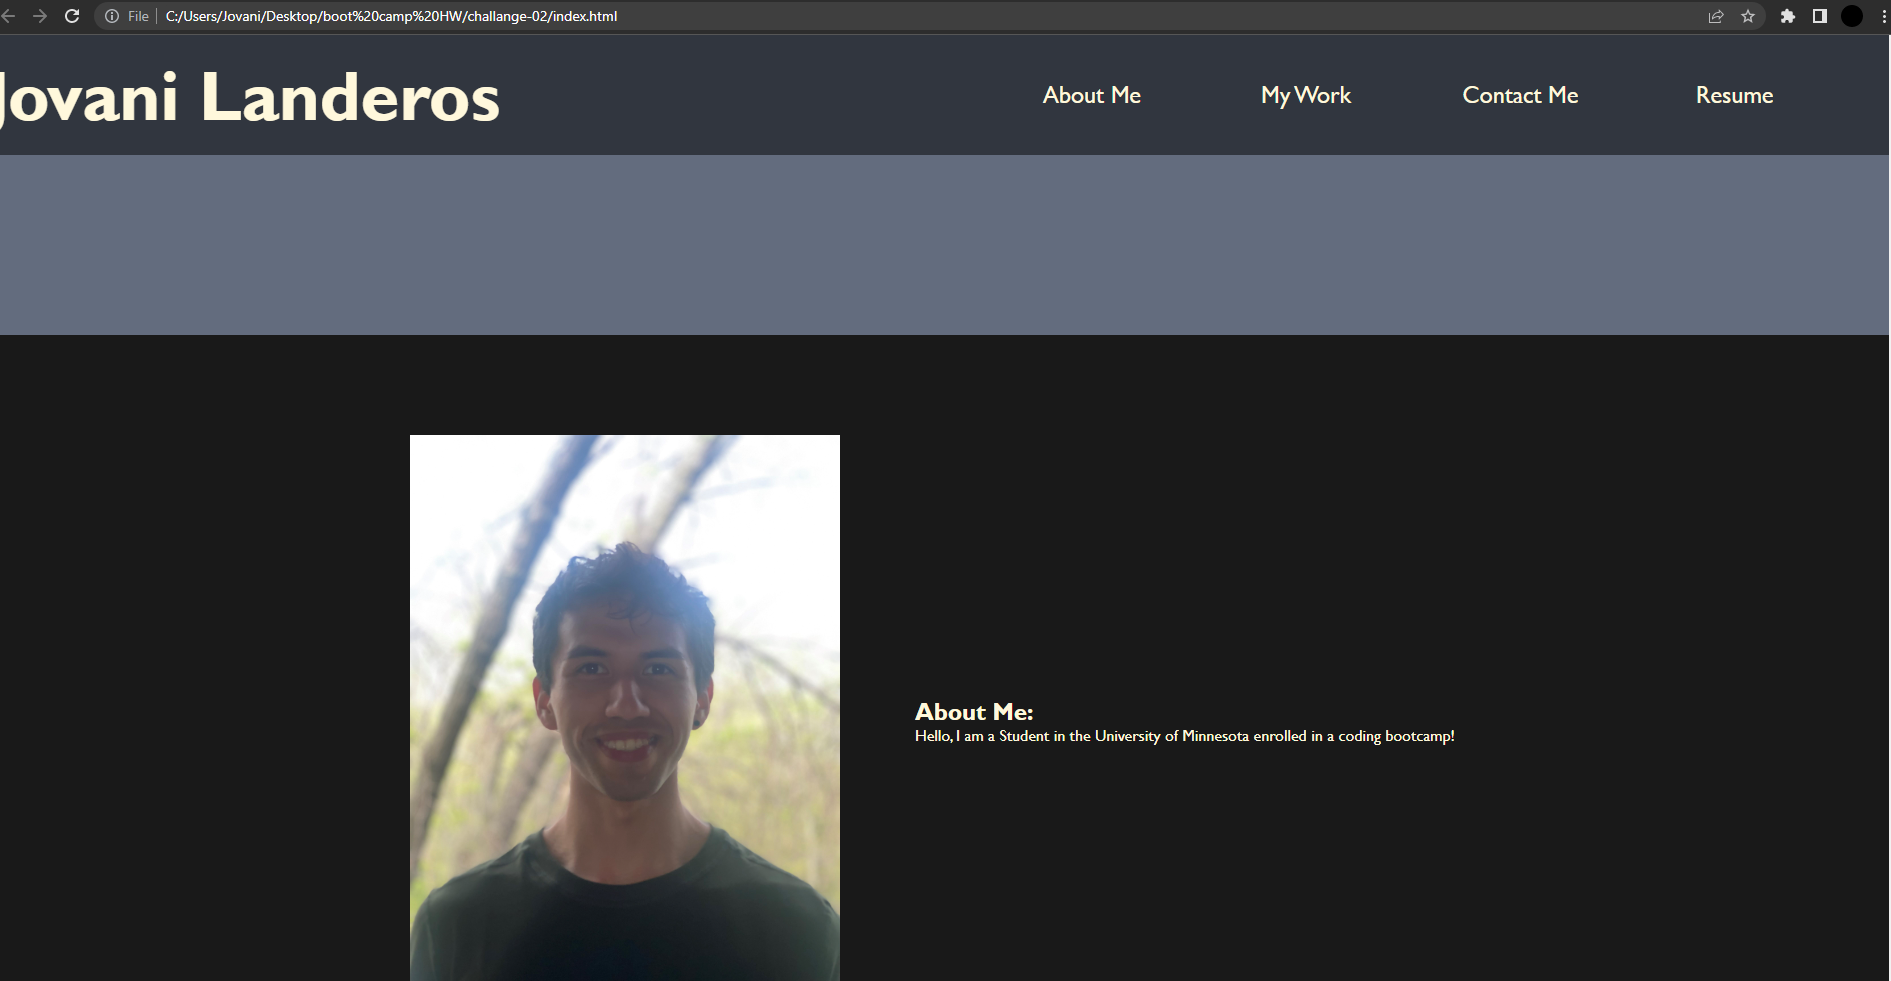 File C:/Users/Jovani/Desktop/boot%20camp%20HW/challange-02/index.html
Jovani Landeros
About Me My Work Contact Me Resume
About Me:
Hello, I am a Student in the University of Minnesota enrolled in a coding bootcamp!